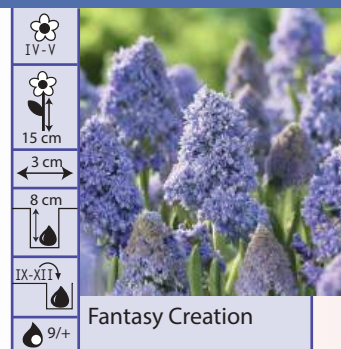 IV-V
15 cm
3 cm
8 cm
IX-XII
9/+
Fantasy Creation